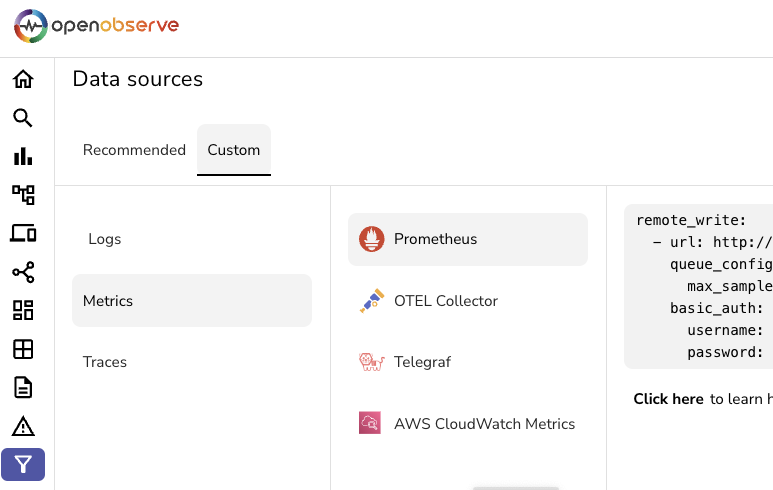 openobserve
Data sources
Recommended
Custom
Logs
Metrics
Traces
Prometheus
OTEL Collector
Telegraf
AWS CloudWatch Metrics
remote_write:
- url: http://
queue_config
max_sample
basic_auth:
username:
password:
Click here to learn h